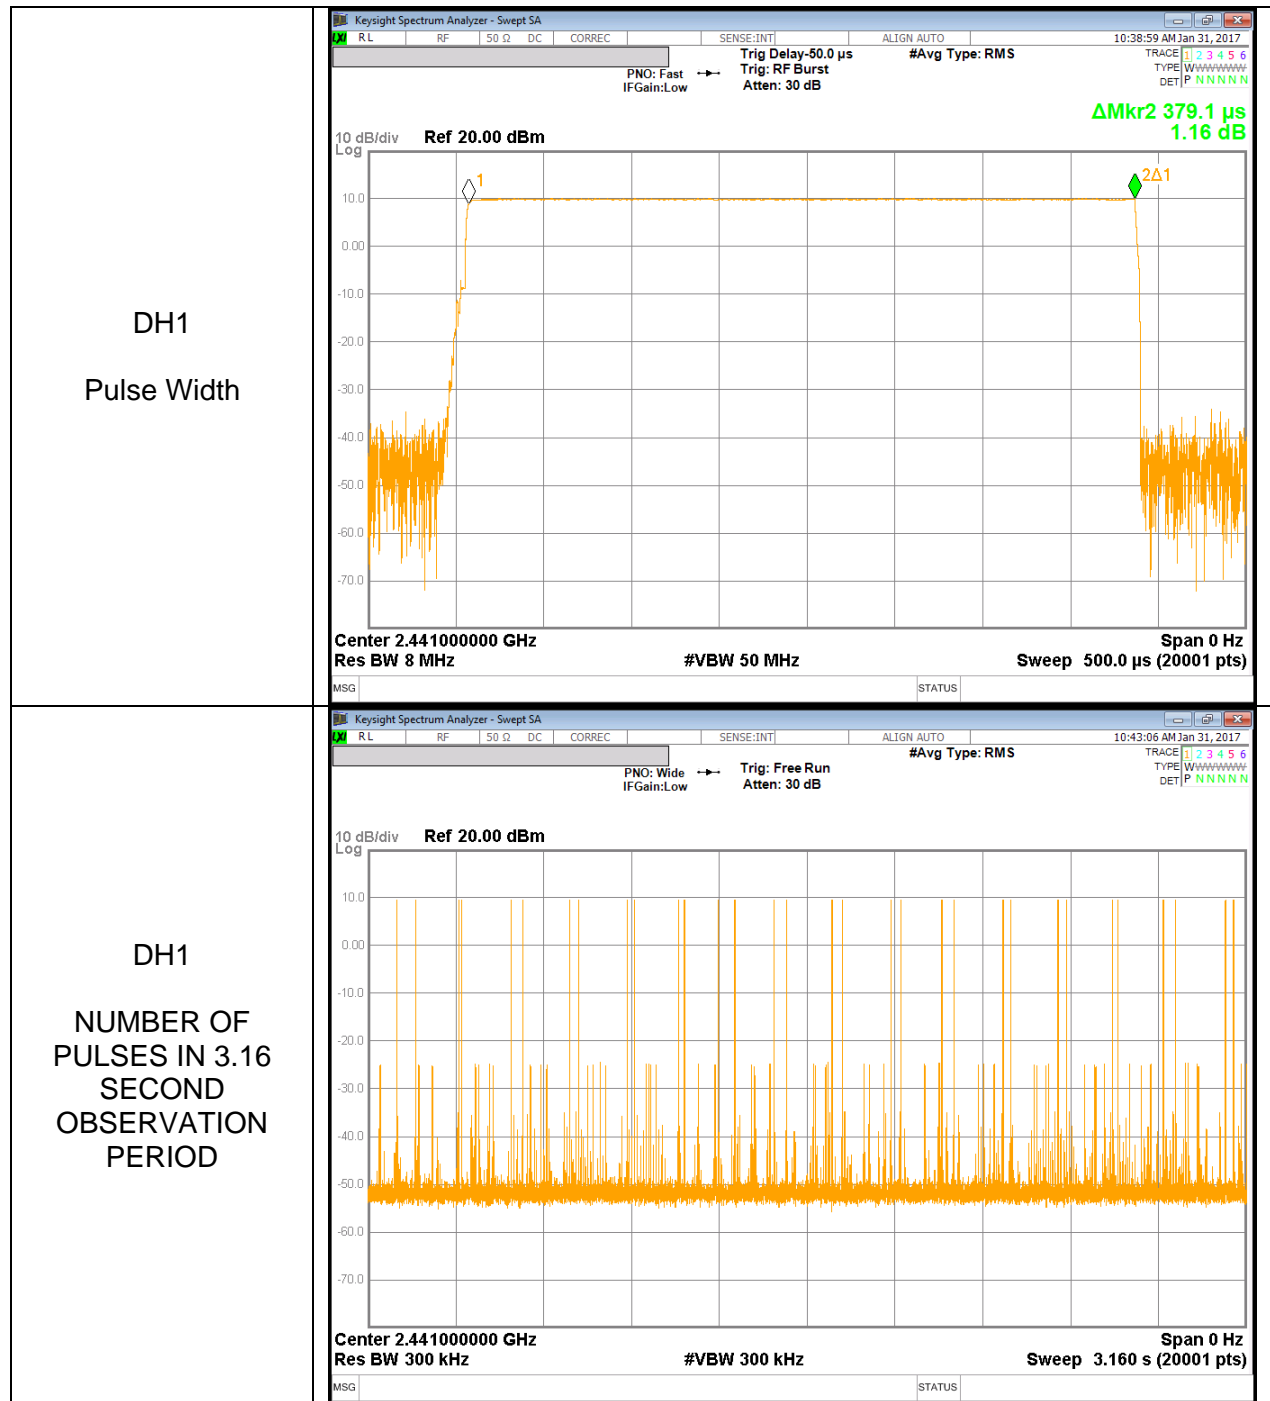 DH1
Pulse Width
Keysight Spectrum Analyzer - Swept SA
LXI RL RF 50 Ω DC CORREC SENSE:INT ALIGN AUTO 10:38:59 AM Jan 31, 2017
Trig Delay-50.0 µs #Avg Type: RMS TRACE 1 2 3 4 5 6
PNO: Fast Trig: RF Burst TYPE WWWWWW
IFGain:Low Atten: 30 dB DET P N N N N N
ΔMkr2 379.1 µs
1.16 dB
10 dB/div Ref 20.00 dBm
Log
1
2Δ1
10.0
0.00
-10.0
-20.0
-30.0
-40.0
-50.0
-60.0
-70.0
Center 2.441000000 GHz Span 0 Hz
Res BW 8 MHz #VBW 50 MHz Sweep 500.0 µs (20001 pts)
MSG STATUS
DH1
NUMBER OF
PULSES IN 3.16
SECOND
OBSERVATION
PERIOD
Keysight Spectrum Analyzer - Swept SA
LXI RL RF 50 Ω DC CORREC SENSE:INT ALIGN AUTO 10:43:06 AM Jan 31, 2017
#Avg Type: RMS TRACE 1 2 3 4 5 6
PNO: Wide Trig: Free Run TYPE WWWWWW
IFGain:Low Atten: 30 dB DET P N N N N N
10 dB/div Ref 20.00 dBm
Log
10.0
0.00
-10.0
-20.0
-30.0
-40.0
-50.0
-60.0
-70.0
Center 2.441000000 GHz Span 0 Hz
Res BW 300 kHz #VBW 300 kHz Sweep 3.160 s (20001 pts)
MSG STATUS